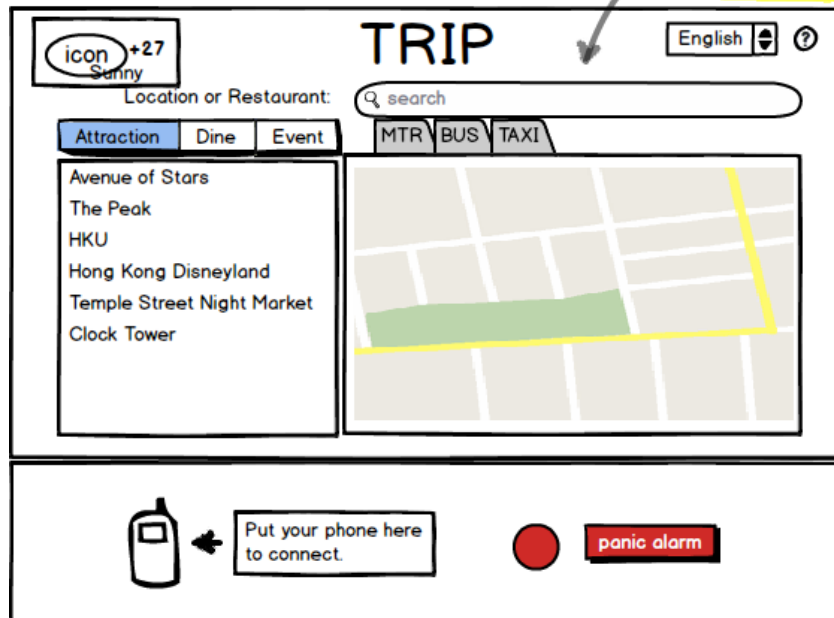 icon +27
Sunny
TRIP
English
?
Location or Restaurant:
search
Attraction Dine Event
MTR BUS TAXI
Avenue of Stars
The Peak
HKU
Hong Kong Disneyland
Temple Street Night Market
Clock Tower
Put your phone here
to connect.
panic alarm